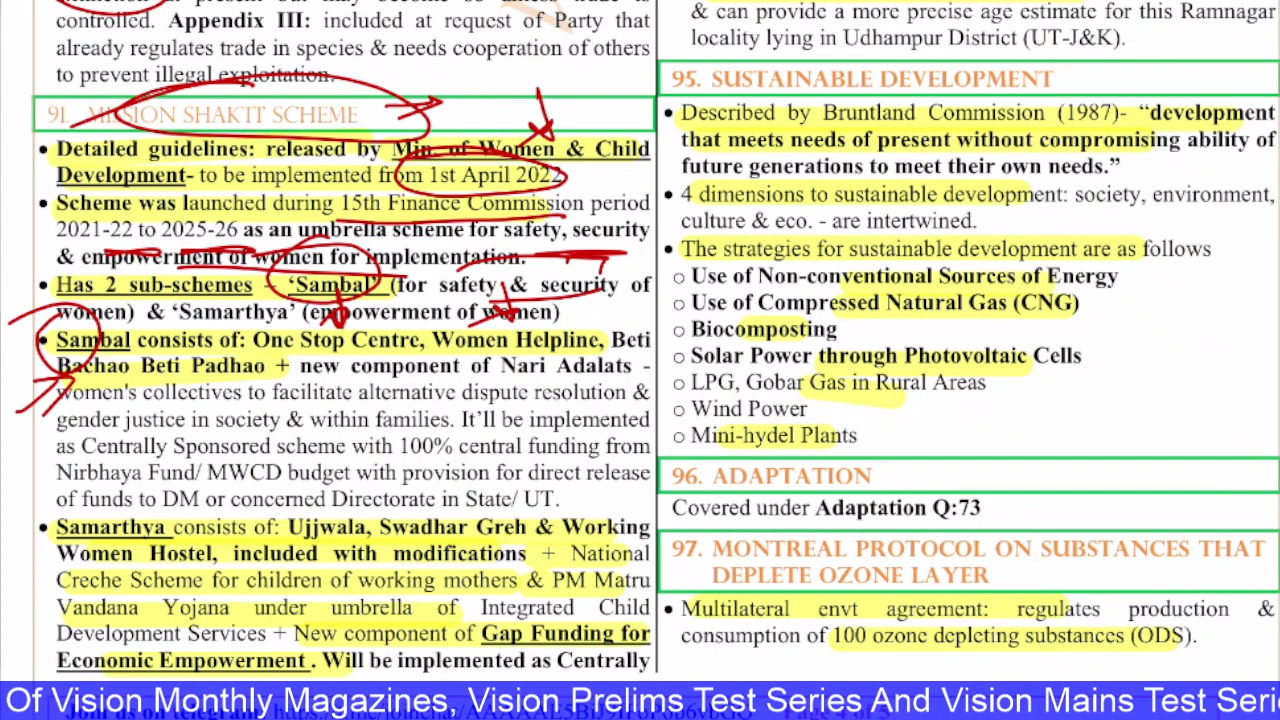 controlled. Appendix III: included at request of Party that
already regulates trade in species & needs cooperation of others
to prevent illegal exploitation.
91. MISSION SHAKTI SCHEME
• Detailed guidelines: released by Min. of Women & Child
Development- to be implemented from 1st April 2022
• Scheme was launched during 15th Finance Commission period
2021-22 to 2025-26 as an umbrella scheme for safety, security
& empowerment of women for implementation.
• Has 2 sub-schemes - ‘Sambal’ (for safety & security of
women) & ‘Samarthya’ (empowerment of women)
• Sambal consists of: One Stop Centre, Women Helpline, Beti
Bachao Beti Padhao + new component of Nari Adalats -
women's collectives to facilitate alternative dispute resolution &
gender justice in society & within families. It’ll be implemented
as Centrally Sponsored scheme with 100% central funding from
Nirbhaya Fund/ MWCD budget with provision for direct release
of funds to DM or concerned Directorate in State/ UT.
• Samarthya consists of: Ujjwala, Swadhar Greh & Working
Women Hostel, included with modifications + National
Creche Scheme for children of working mothers & PM Matru
Vandana Yojana under umbrella of Integrated Child
Development Services + New component of Gap Funding for
Economic Empowerment . Will be implemented as Centrally
& can provide a more precise age estimate for this Ramnagar
locality lying in Udhampur District (UT-J&K).
95. SUSTAINABLE DEVELOPMENT
• Described by Bruntland Commission (1987)- “development
that meets needs of present without compromising ability of
future generations to meet their own needs.”
• 4 dimensions to sustainable development: society, environment,
culture & eco. - are intertwined.
• The strategies for sustainable development are as follows
o Use of Non-conventional Sources of Energy
o Use of Compressed Natural Gas (CNG)
o Biocomposting
o Solar Power through Photovoltaic Cells
o LPG, Gobar Gas in Rural Areas
o Wind Power
o Mini-hydel Plants
96. ADAPTATION
Covered under Adaptation Q:73
97. MONTREAL PROTOCOL ON SUBSTANCES THAT
DEPLETE OZONE LAYER
• Multilateral envt agreement: regulates production &
consumption of 100 ozone depleting substances (ODS).
Of Vision Monthly Magazines, Vision Prelims Test Series And Vision Mains Test Seri